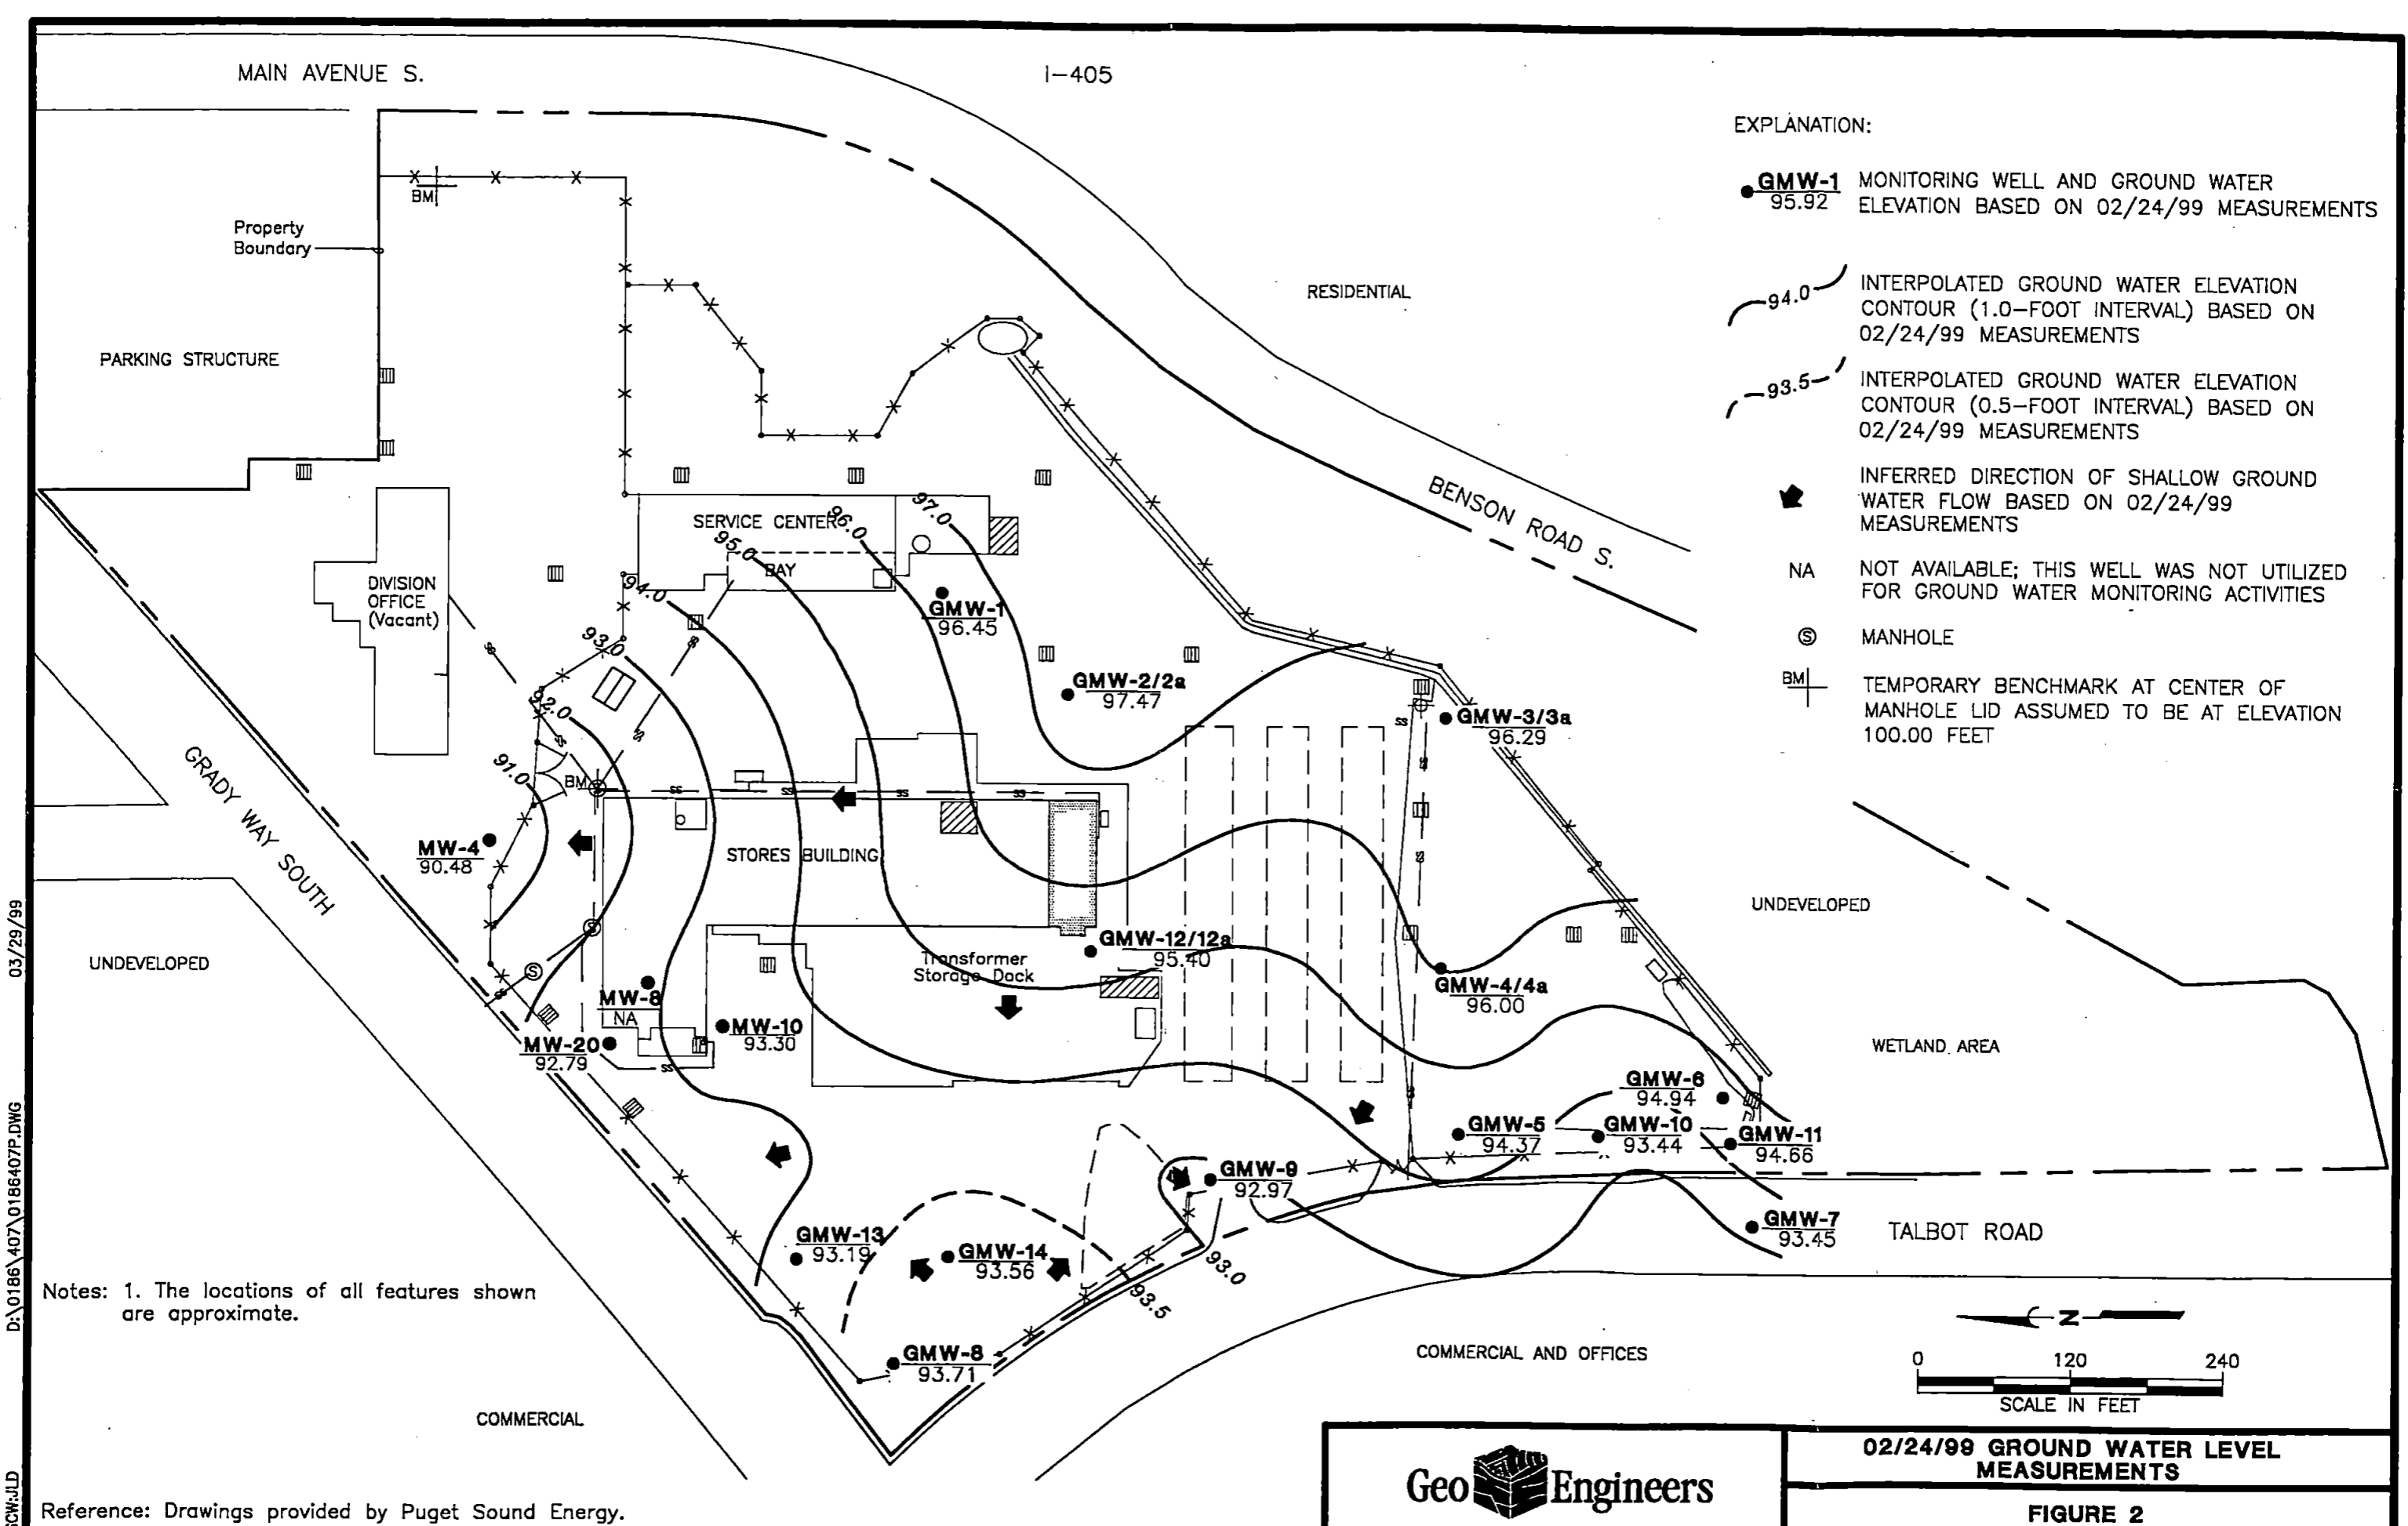 MAIN AVENUE S.
I-405
EXPLANATION:
GMW-1
95.92
MONITORING WELL AND GROUND WATER
ELEVATION BASED ON 02/24/99 MEASUREMENTS
94.0
INTERPOLATED GROUND WATER ELEVATION
CONTOUR (1.0-FOOT INTERVAL) BASED ON
02/24/99 MEASUREMENTS
93.5
INTERPOLATED GROUND WATER ELEVATION
CONTOUR (0.5-FOOT INTERVAL) BASED ON
02/24/99 MEASUREMENTS
INFERRED DIRECTION OF SHALLOW GROUND
WATER FLOW BASED ON 02/24/99
MEASUREMENTS
NA
NOT AVAILABLE; THIS WELL WAS NOT UTILIZED
FOR GROUND WATER MONITORING ACTIVITIES
S
MANHOLE
BM
TEMPORARY BENCHMARK AT CENTER OF
MANHOLE LID ASSUMED TO BE AT ELEVATION
100.00 FEET
BM
Property
Boundary
RESIDENTIAL
PARKING STRUCTURE
BENSON ROAD S.
SERVICE CENTER
BAY
97.0
96.0
95.0
94.0
93.0
92.0
91.0
DIVISION
OFFICE
(Vacant)
GMW-1
96.45
GMW-2/2a
97.47
GMW-3/3a
96.29
ss
GRADY WAY SOUTH
BM
ss
ss
ss
ss
MW-4
90.48
STORES BUILDING
UNDEVELOPED
UNDEVELOPED
GMW-12/12a
95.40
Transformer
Storage Dock
GMW-4/4a
96.00
MW-8
NA
MW-10
93.30
MW-20
92.79
ss
WETLAND AREA
GMW-6
94.94
GMW-5
94.37
GMW-10
93.44
GMW-11
94.66
GMW-9
92.97
GMW-7
93.45
TALBOT ROAD
GMW-13
93.19
GMW-14
93.56
93.0
93.5
GMW-8
93.71
Notes: 1. The locations of all features shown
are approximate.
N
COMMERCIAL AND OFFICES
0 120 240
SCALE IN FEET
COMMERCIAL
Reference: Drawings provided by Puget Sound Energy.
Geo Engineers
02/24/99 GROUND WATER LEVEL
MEASUREMENTS
FIGURE 2
03/29/99
D:\0186\407\0186407P.DWG